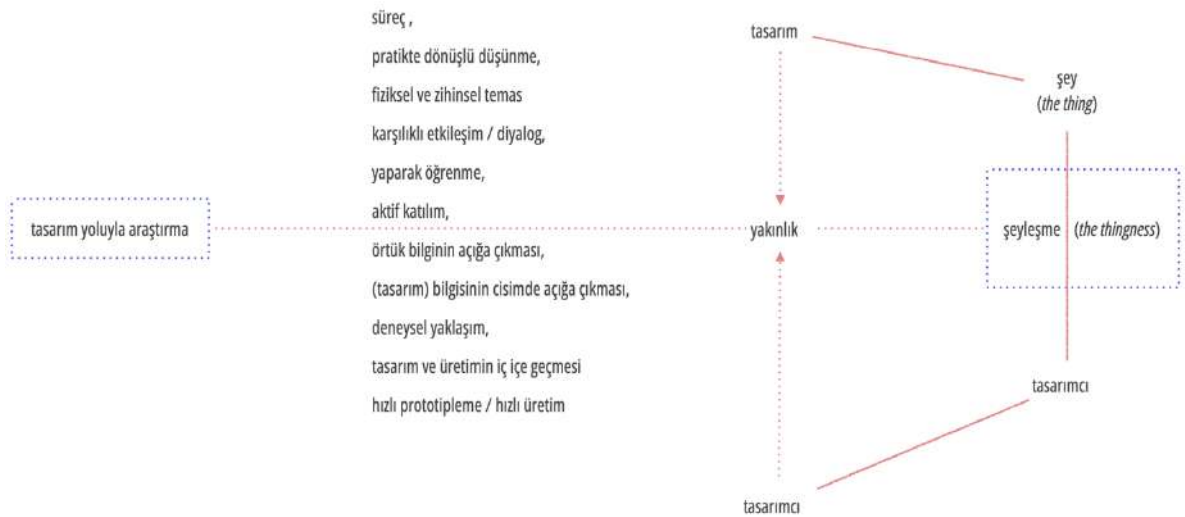 tasarım yoluyla araştırma
süreç ,
pratikte dönüşlü düşünme,
fiziksel ve zihinsel temas
karşılıklı etkileşim / diyalog,
yaparak öğrenme,
aktif katılım,
örtük bilginin açığa çıkması,
(tasarım) bilgisinin cisimde açığa çıkması,
deneysel yaklaşım,
tasarım ve üretimin iç içe geçmesi
hızlı prototipleme / hızlı üretim
tasarım
yakınlık
tasarımcı
şey
(the thing)
şeyleşme (the thingness)
tasarımcı